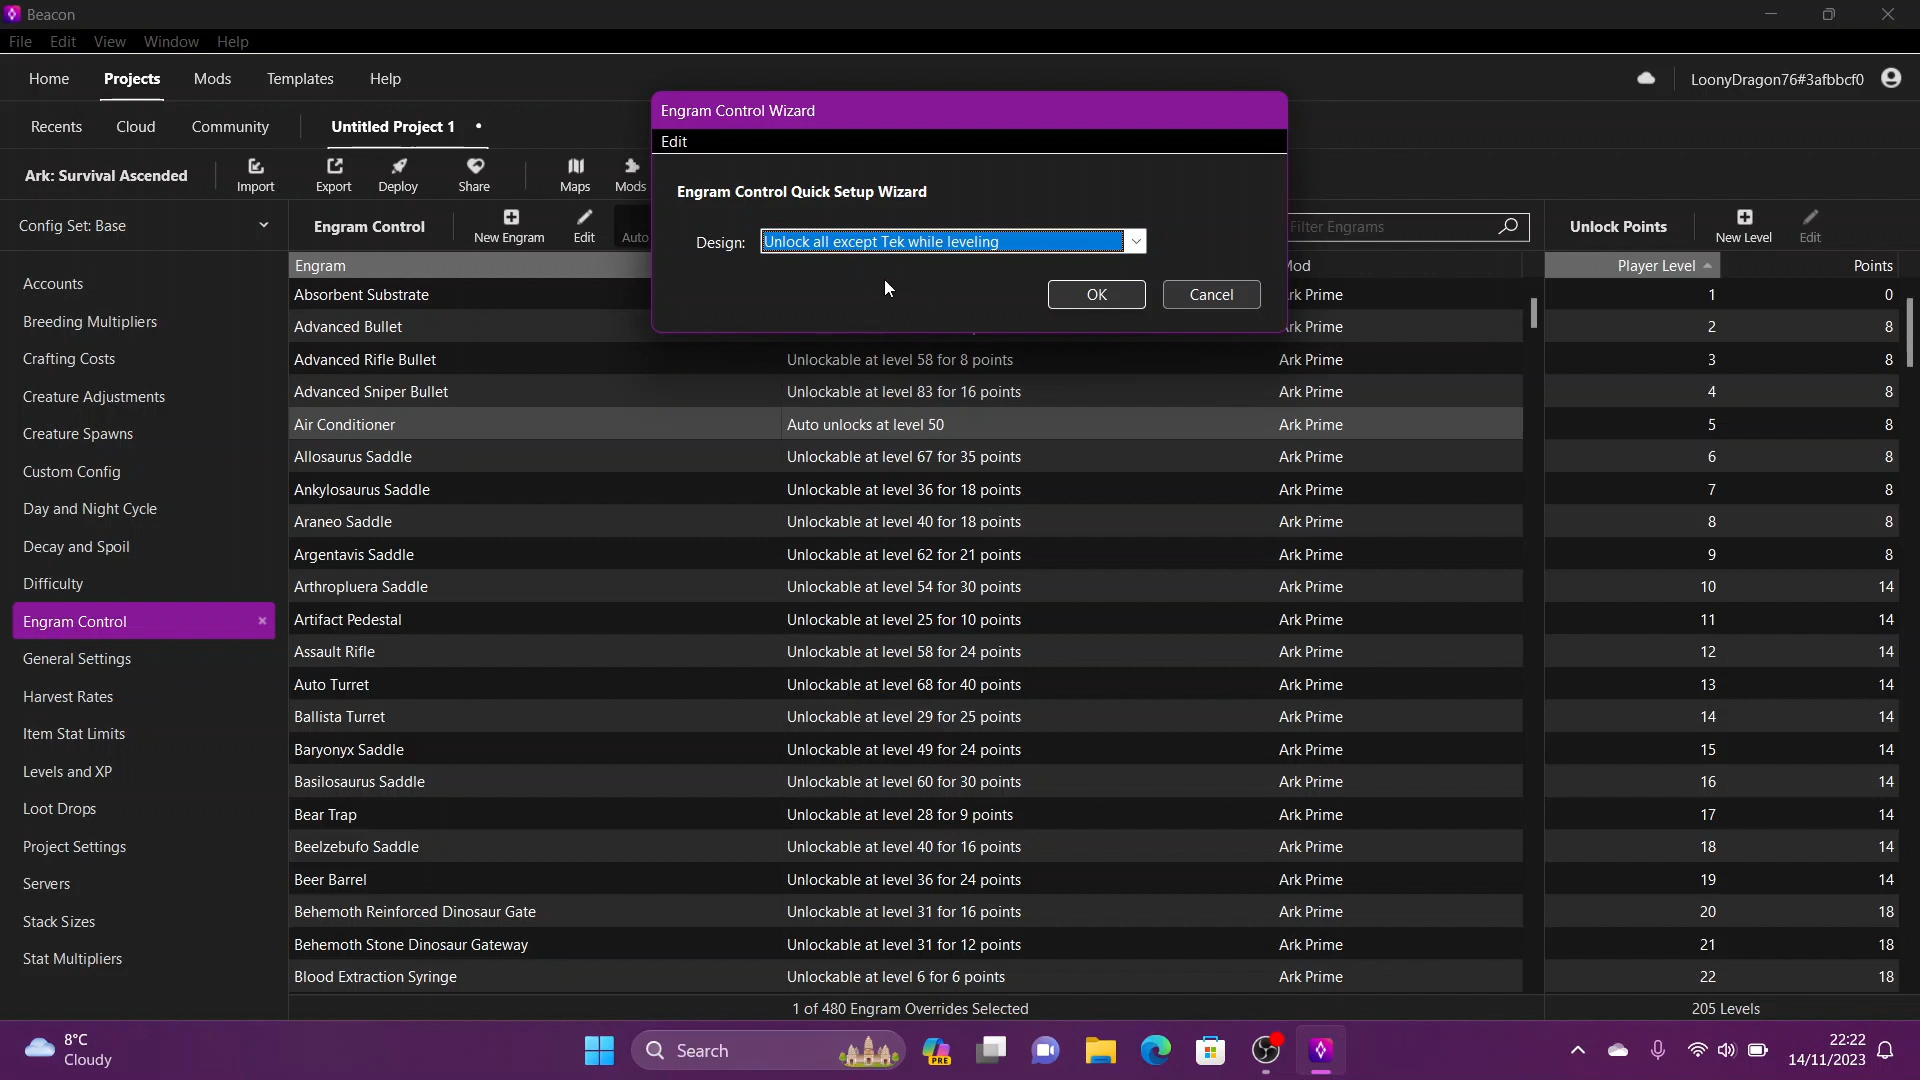 Beacon
File Edit View Window Help
Home Projects Mods Templates Help
LoonyDragon76#3afbbcf0
Recents Cloud Community Untitled Project 1 •
Ark: Survival Ascended Import Export Deploy Share Maps Mods
Config Set: Base
Engram Control New Engram Edit Auto
Engram Control Wizard
Edit
Engram Control Quick Setup Wizard
Design: Unlock all except Tek while leveling
OK Cancel
Filter Engrams
Unlock Points New Level Edit
Accounts
Breeding Multipliers
Crafting Costs
Creature Adjustments
Creature Spawns
Custom Config
Day and Night Cycle
Decay and Spoil
Difficulty
Engram Control ×
General Settings
Harvest Rates
Item Stat Limits
Levels and XP
Loot Drops
Project Settings
Servers
Stack Sizes
Stat Multipliers
Engram Mod
Absorbent Substrate Ark Prime
Advanced Bullet Ark Prime
Advanced Rifle Bullet Unlockable at level 58 for 8 points Ark Prime
Advanced Sniper Bullet Unlockable at level 83 for 16 points Ark Prime
Air Conditioner Auto unlocks at level 50 Ark Prime
Allosaurus Saddle Unlockable at level 67 for 35 points Ark Prime
Ankylosaurus Saddle Unlockable at level 36 for 18 points Ark Prime
Araneo Saddle Unlockable at level 40 for 18 points Ark Prime
Argentavis Saddle Unlockable at level 62 for 21 points Ark Prime
Arthropluera Saddle Unlockable at level 54 for 30 points Ark Prime
Artifact Pedestal Unlockable at level 25 for 10 points Ark Prime
Assault Rifle Unlockable at level 58 for 24 points Ark Prime
Auto Turret Unlockable at level 68 for 40 points Ark Prime
Ballista Turret Unlockable at level 29 for 25 points Ark Prime
Baryonyx Saddle Unlockable at level 49 for 24 points Ark Prime
Basilosaurus Saddle Unlockable at level 60 for 30 points Ark Prime
Bear Trap Unlockable at level 28 for 9 points Ark Prime
Beelzebufo Saddle Unlockable at level 40 for 16 points Ark Prime
Beer Barrel Unlockable at level 36 for 24 points Ark Prime
Behemoth Reinforced Dinosaur Gate Unlockable at level 31 for 16 points Ark Prime
Behemoth Stone Dinosaur Gateway Unlockable at level 31 for 12 points Ark Prime
Blood Extraction Syringe Unlockable at level 6 for 6 points Ark Prime
1 of 480 Engram Overrides Selected
Player Level Points
1 0
2 8
3 8
4 8
5 8
6 8
7 8
8 8
9 8
10 14
11 14
12 14
13 14
14 14
15 14
16 14
17 14
18 14
19 14
20 18
21 18
22 18
205 Levels
8°C
Cloudy
Search
PRE
22:22
14/11/2023